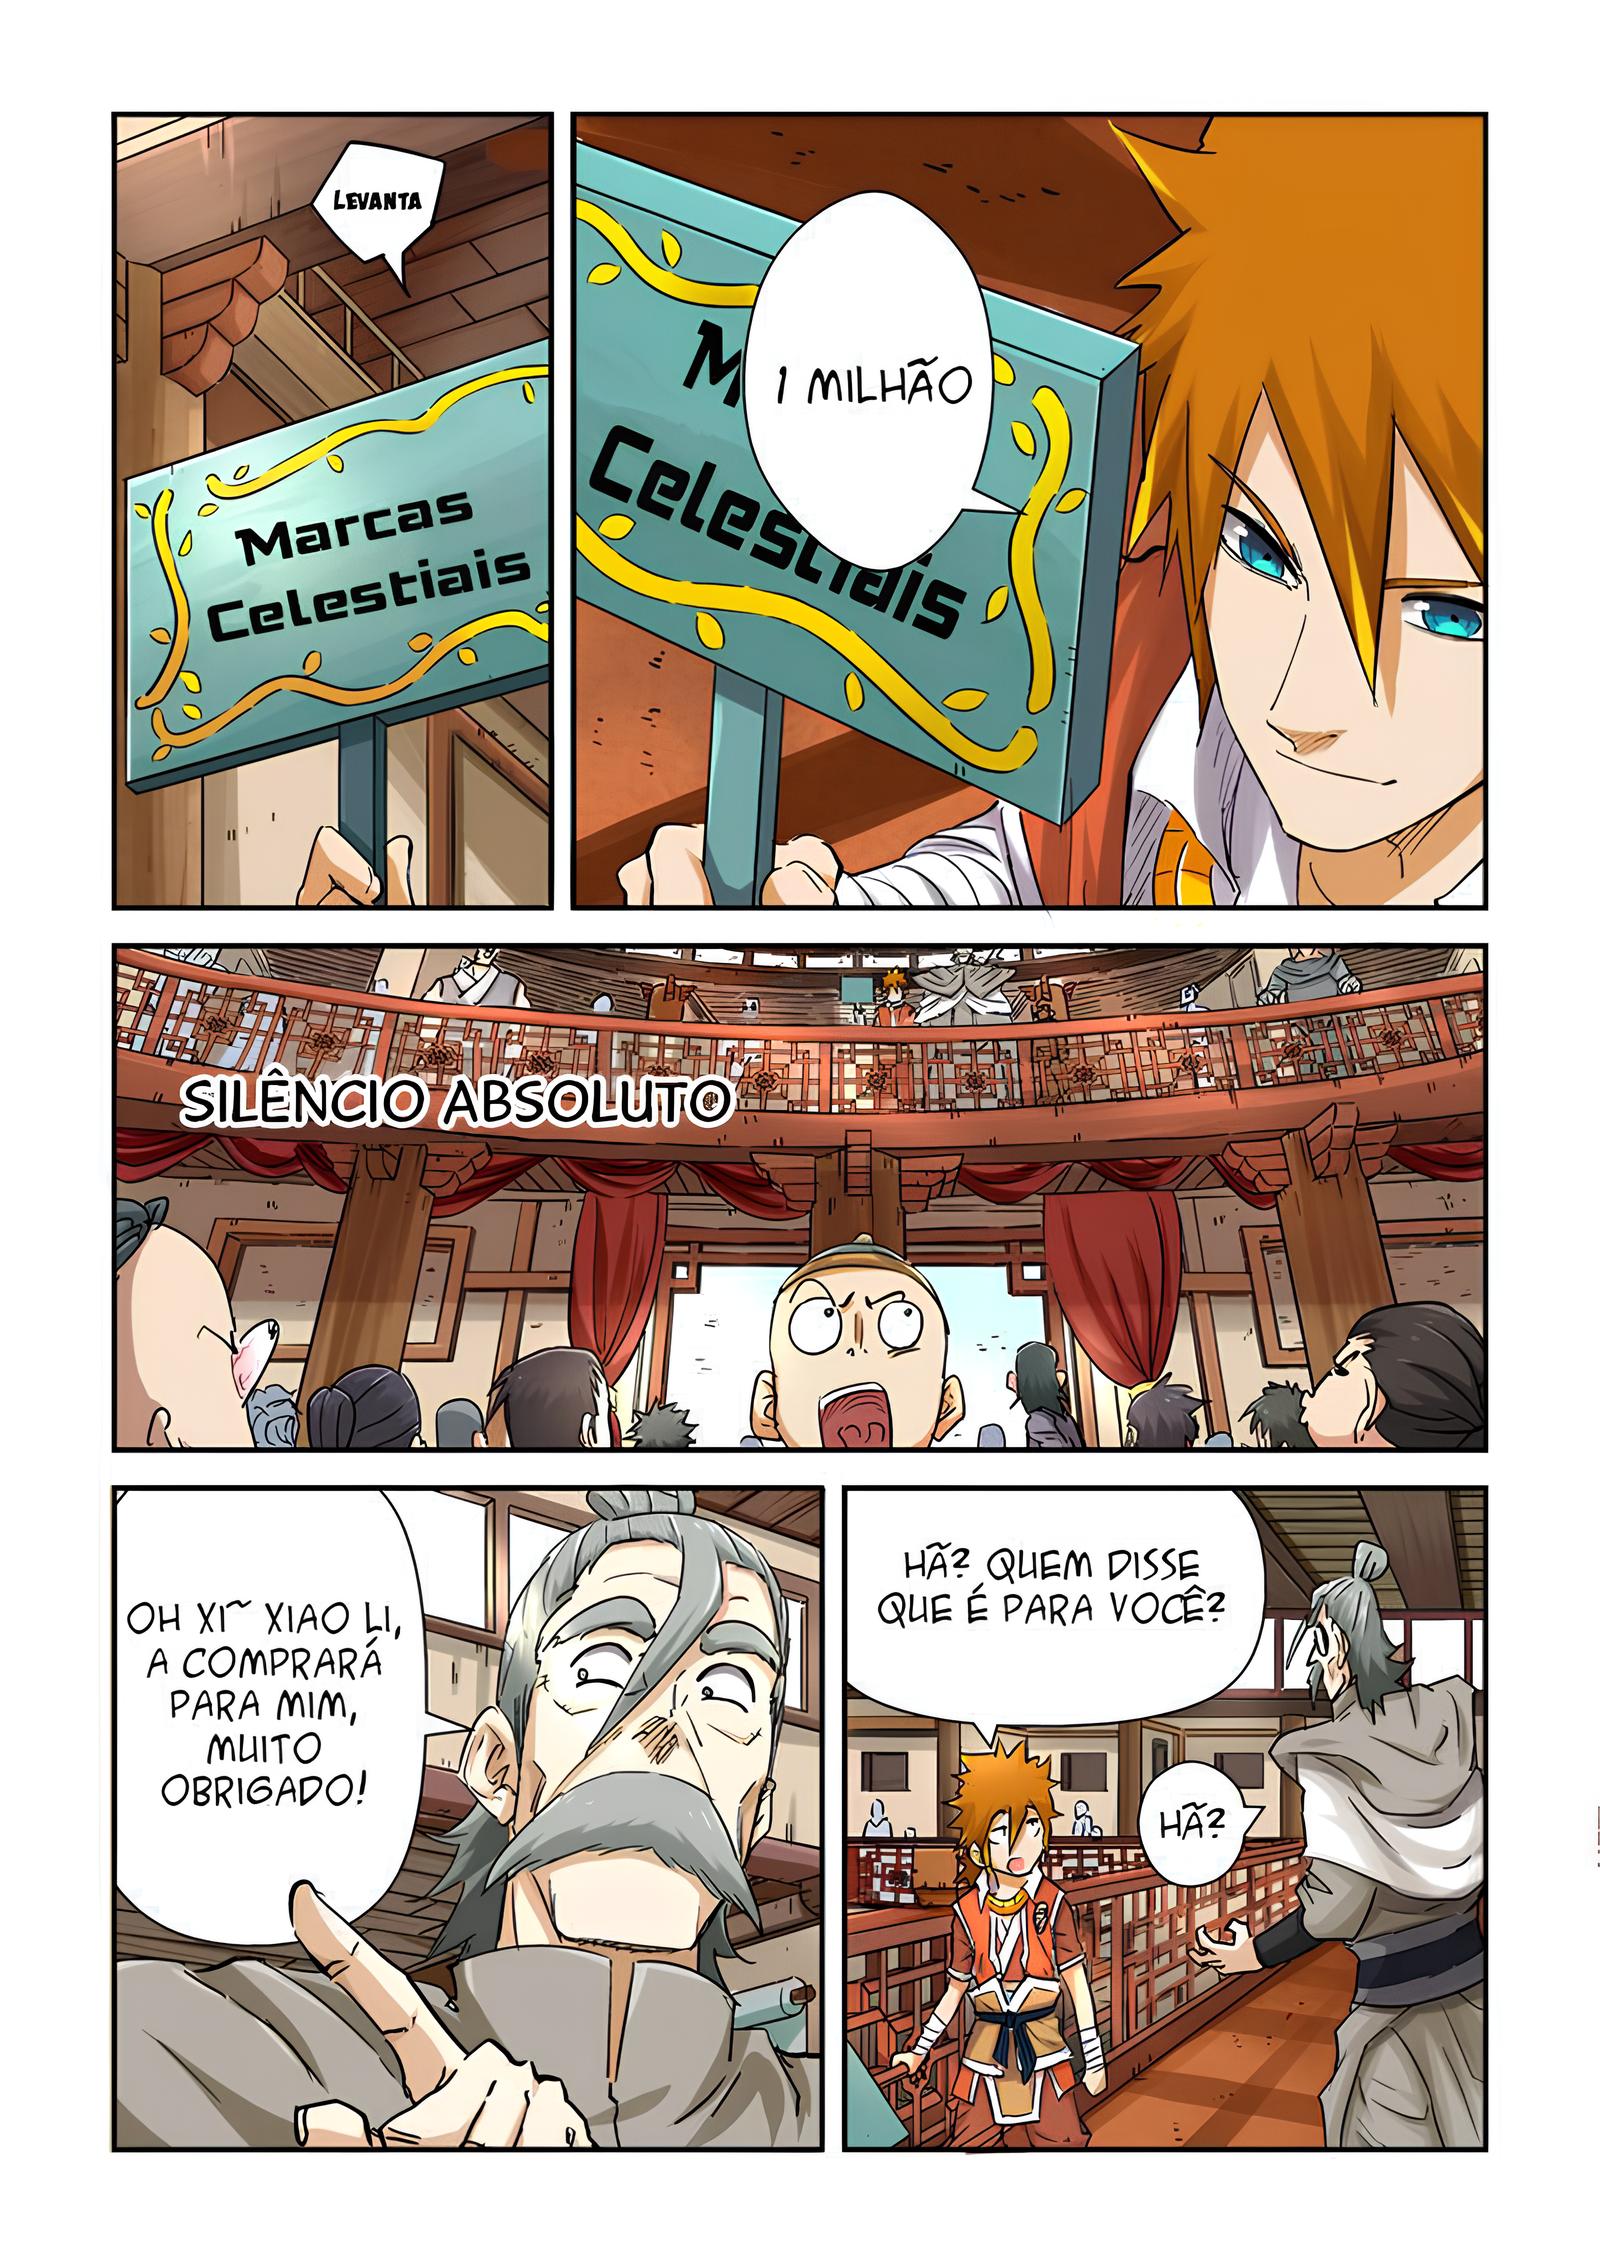 LEVANTA
Marcas
Celestiais
1 MILHÃO
M
Celestiais
SILÊNCIO ABSOLUTO
OH XI~ XIAO LI,
A COMPRARÁ
PARA MIM,
MUITO
OBRIGADO!
HÃ? QUEM DISSE
QUE É PARA VOCÊ?
HÃ?